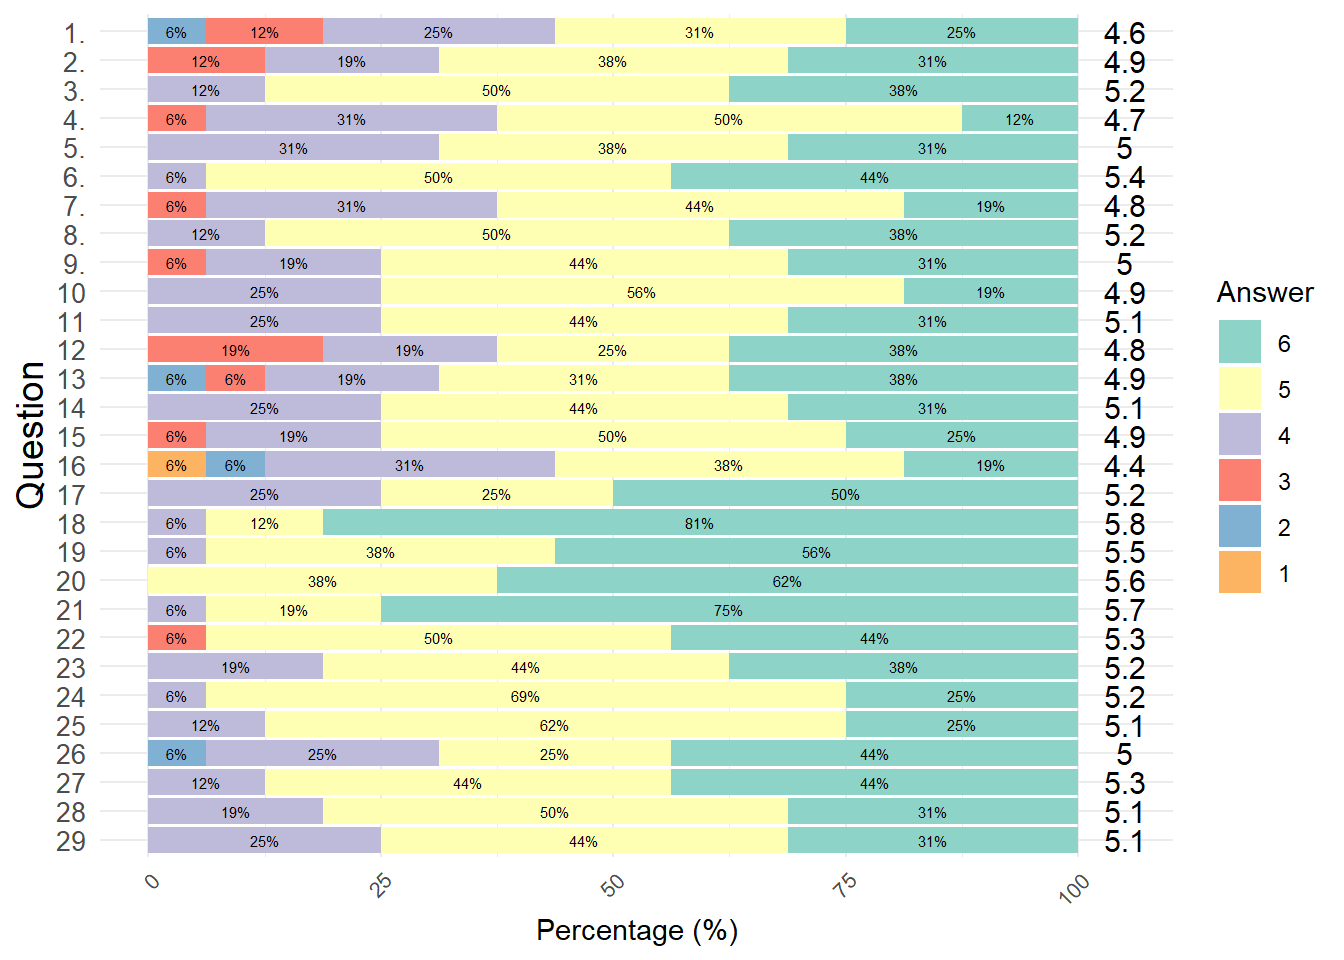 1. 6% 12% 25% 31% 25% 4.6
2. 12% 19% 38% 31% 4.9
3. 12% 50% 38% 5.2
4. 6% 31% 50% 12% 4.7
5. 31% 38% 31% 5
6. 6% 50% 44% 5.4
7. 6% 31% 44% 19% 4.8
8. 12% 50% 38% 5.2
9. 6% 19% 44% 31% 5
10 25% 56% 19% 4.9
11 25% 44% 31% 5.1
12 19% 19% 25% 38% 4.8
13 6% 6% 19% 31% 38% 4.9
14 25% 44% 31% 5.1
15 6% 19% 50% 25% 4.9
16 6% 6% 31% 38% 19% 4.4
17 25% 25% 50% 5.2
18 6% 12% 81% 5.8
19 6% 38% 56% 5.5
20 38% 62% 5.6
21 6% 19% 75% 5.7
22 6% 50% 44% 5.3
23 19% 44% 38% 5.2
24 6% 69% 25% 5.2
25 12% 62% 25% 5.1
26 6% 25% 25% 44% 5
27 12% 44% 44% 5.3
28 19% 50% 31% 5.1
29 25% 44% 31% 5.1
0 25 50 75 100
Percentage (%)
Question
Answer
6
5
4
3
2
1